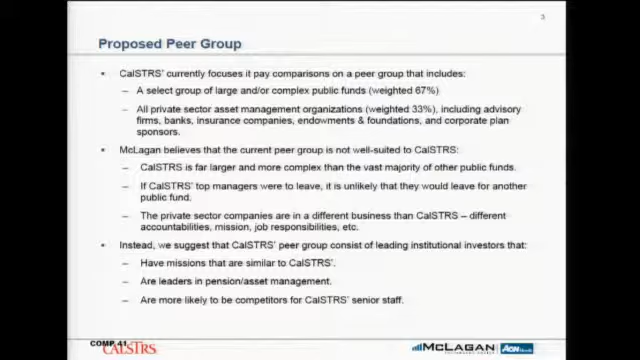 3
Proposed Peer Group
• CalSTRS' currently focuses it pay comparisons on a peer group that includes:
– A select group of large and/or complex public funds (weighted 67%)
– All private sector asset management organizations (weighted 33%), including advisory
firms, banks, insurance companies, endowments & foundations, and corporate plan
sponsors.
• McLagan believes that the current peer group is not well-suited to CalSTRS:
– CalSTRS is far larger and more complex than the vast majority of other public funds.
– If CalSTRS' top managers were to leave, it is unlikely that they would leave for another
public fund.
– The private sector companies are in a different business than CalSTRS – different
accountabilities, mission, job responsibilities, etc.
• Instead, we suggest that CalSTRS' peer group consist of leading institutional investors that:
– Have missions that are similar to CalSTRS'.
– Are leaders in pension/asset management.
– Are more likely to be competitors for CalSTRS' senior staff.
COMP 41
CALSTRS
McLAGAN
AON